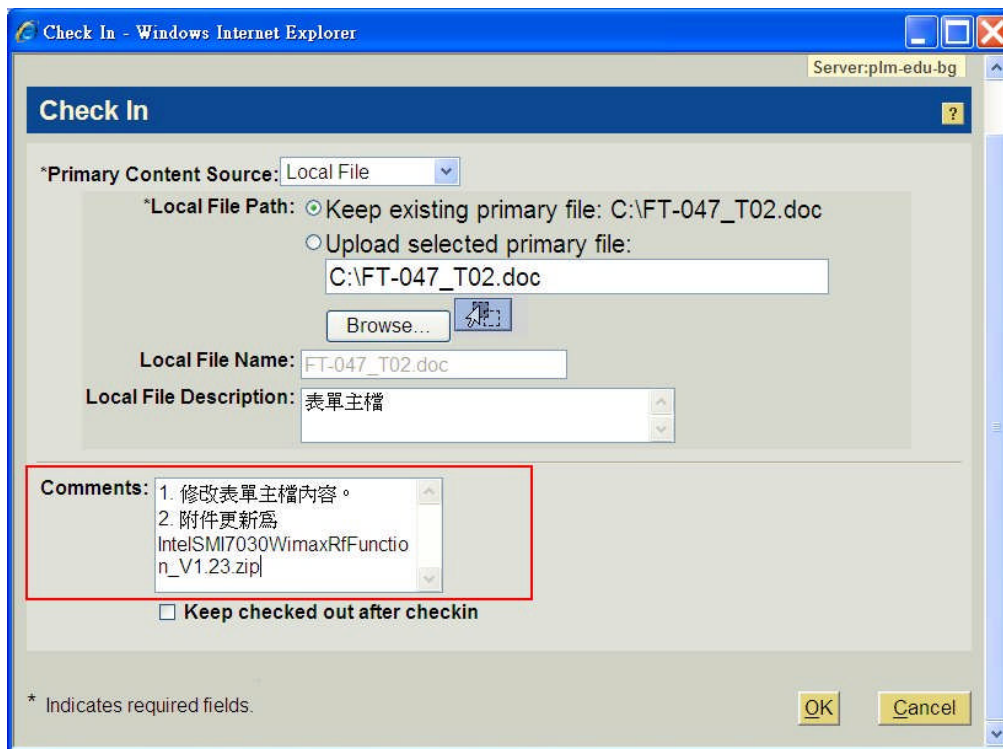 Check In - Windows Internet Explorer
Server:plm-edu-bg
Check In
?
*Primary Content Source: Local File
*Local File Path: Keep existing primary file: C:\FT-047_T02.doc
Upload selected primary file:
C:\FT-047_T02.doc
Browse...
Local File Name: FT-047_T02.doc
Local File Description: 表單主檔
Comments: 1. 修改表單主檔內容。
2. 附件更新為
IntelSMI7030WimaxRfFunctio
n_V1.23.zip
Keep checked out after checkin
* Indicates required fields.
OK Cancel